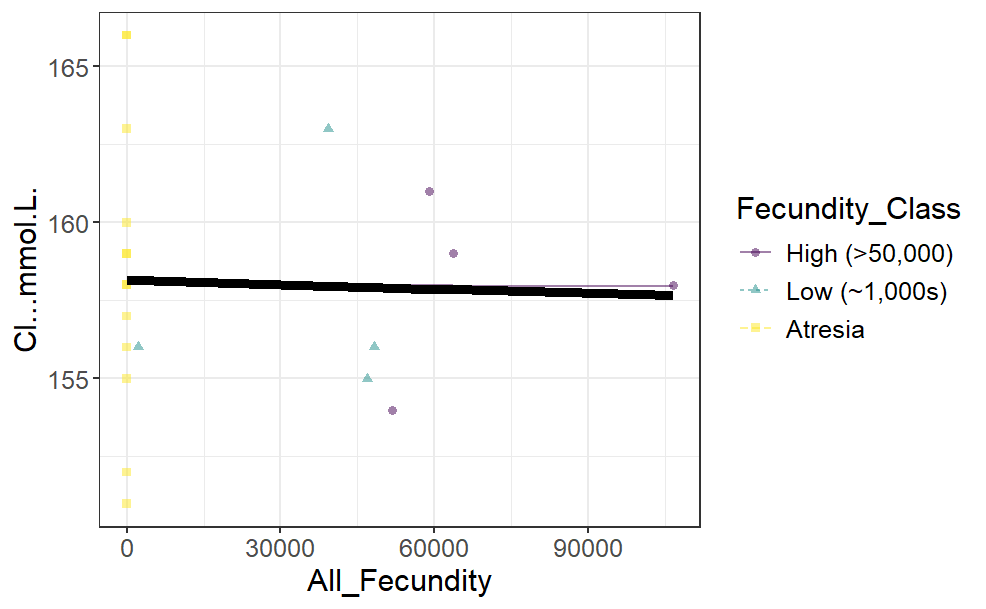 165
160
155
Cl...mmol.L.
0 30000 60000 90000
All_Fecundity
Fecundity_Class
High (>50,000)
Low (~1,000s)
Atresia